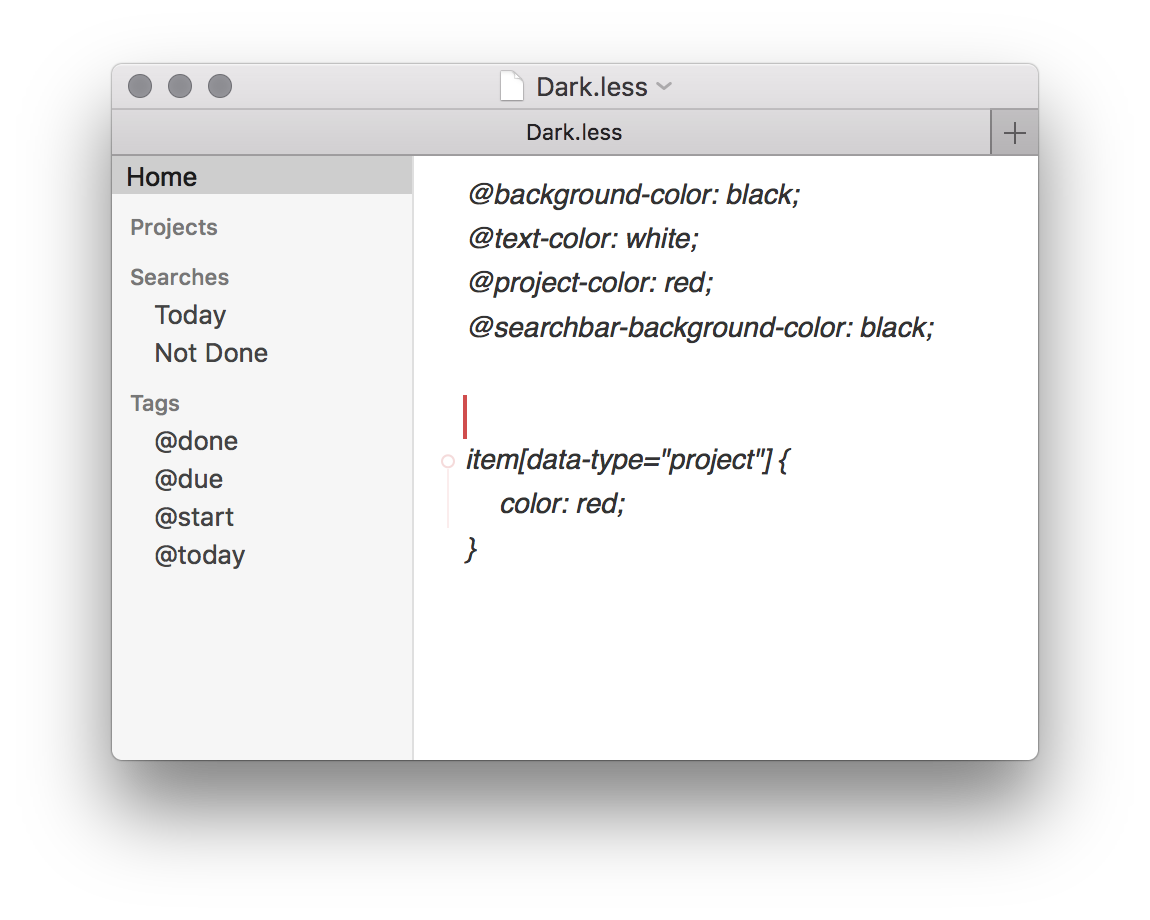 Dark.less
Dark.less
Home
Projects
Searches
Today
Not Done
Tags
@done
@due
@start
@today
@background-color: black;
@text-color: white;
@project-color: red;
@searchbar-background-color: black;
item[data-type="project"] {
color: red;
}